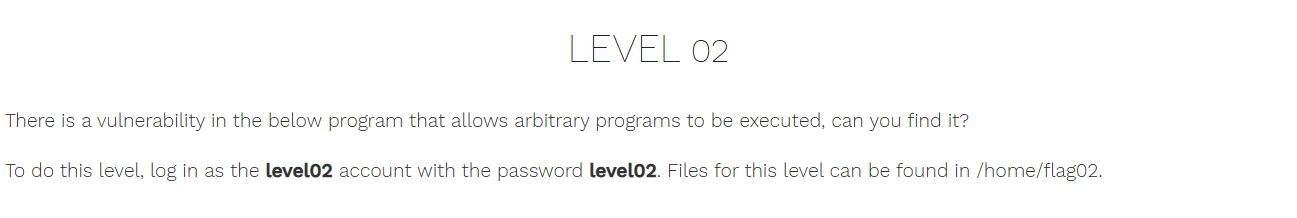 LEVEL 02
There is a vulnerability in the below program that allows arbitrary programs to be executed, can you find it?
To do this level, log in as the level02 account with the password level02. Files for this level can be found in /home/flag02.